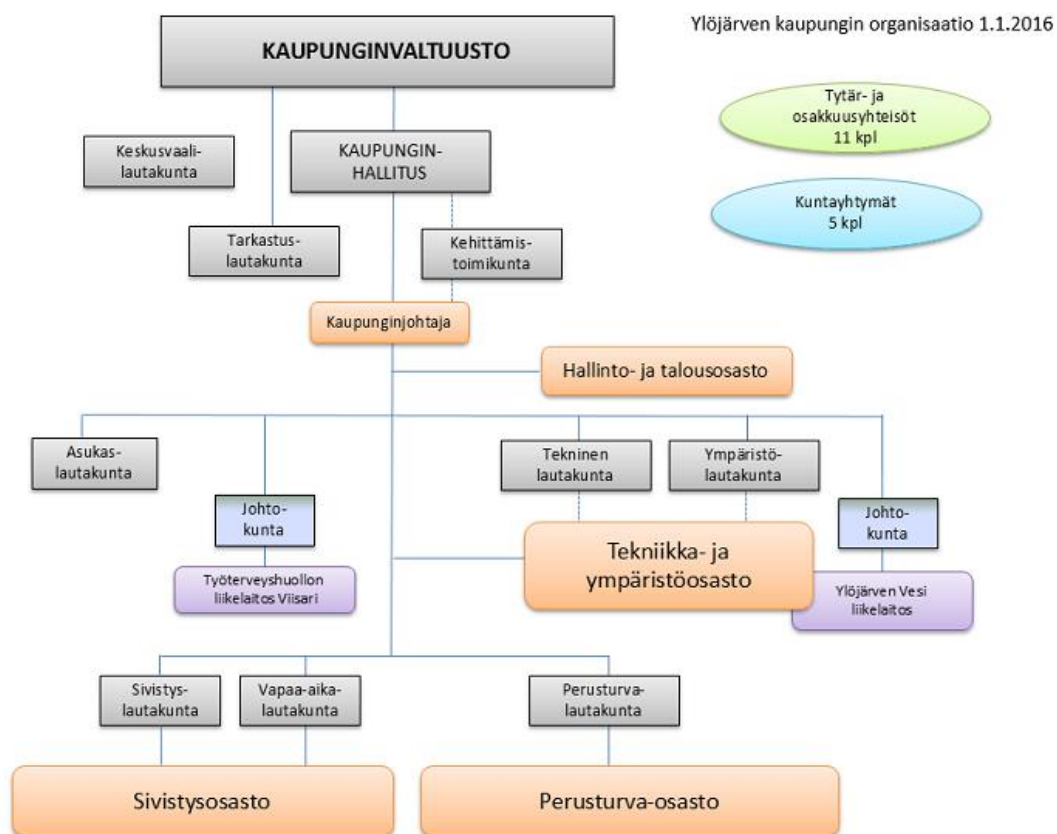 Ylöjärven kaupungin organisaatio 1.1.2016
KAUPUNGINVALTUUSTO
Tytär- ja
osakkuusyhteisöt
11 kpl
Keskusvaali-
lautakunta
KAUPUNGIN-
HALLITUS
Kuntayhtymät
5 kpl
Tarkastus-
lautakunta
Kehittämis-
toimikunta
Kaupunginjohtaja
Hallinto- ja talousosasto
Asukas-
lautakunta
Tekninen
lautakunta
Ympäristö-
lautakunta
Johto-
kunta
Johto-
kunta
Työterveyshuollon
liikelaitos Viisari
Tekniikka- ja
ympäristöosasto
Ylöjärven Vesi
liikelaitos
Sivistys-
lautakunta
Vapaa-aika-
lautakunta
Perusturva-
lautakunta
Sivistysosasto
Perusturva-osasto